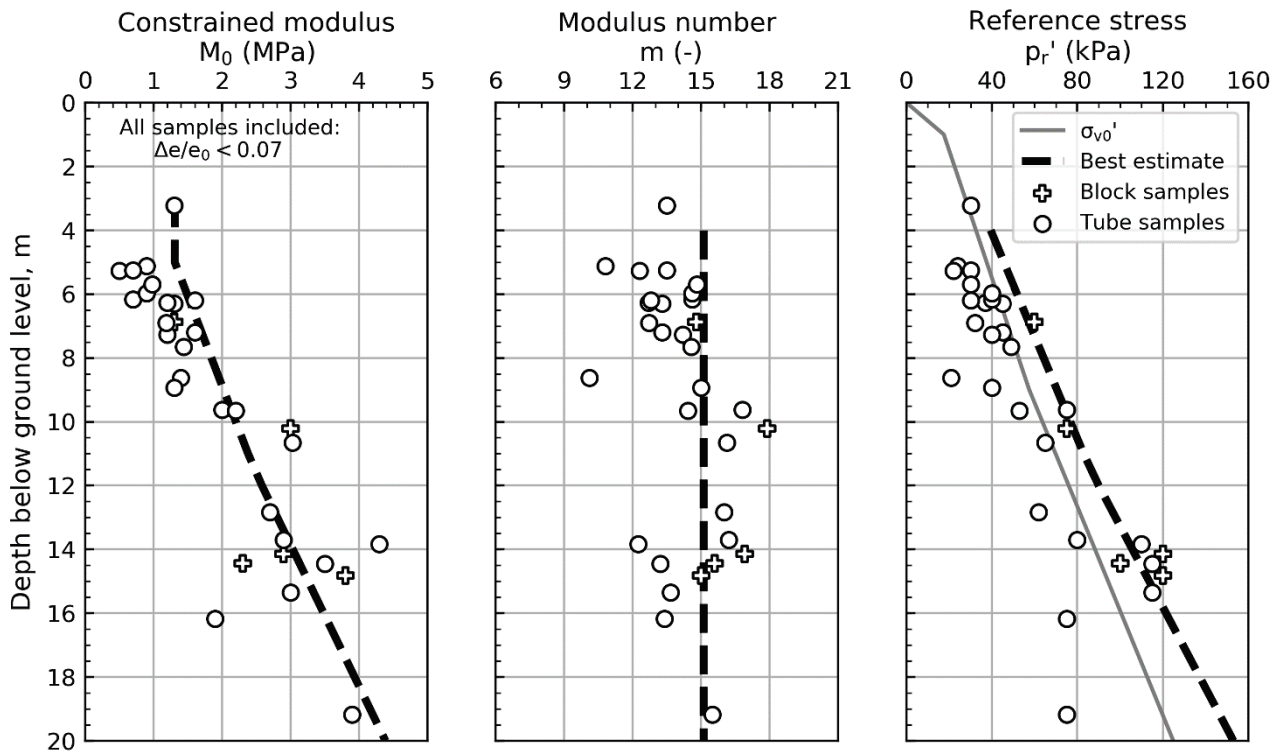 Constrained modulus
M₀ (MPa)
0 1 2 3 4 5
Modulus number
m (-)
6 9 12 15 18 21
Reference stress
pᵣ' (kPa)
0 40 80 120 160
Depth below ground level, m
0
2
4
6
8
10
12
14
16
18
20
All samples included:
Δe/e₀ < 0.07
σᵥ₀'
Best estimate
Block samples
Tube samples